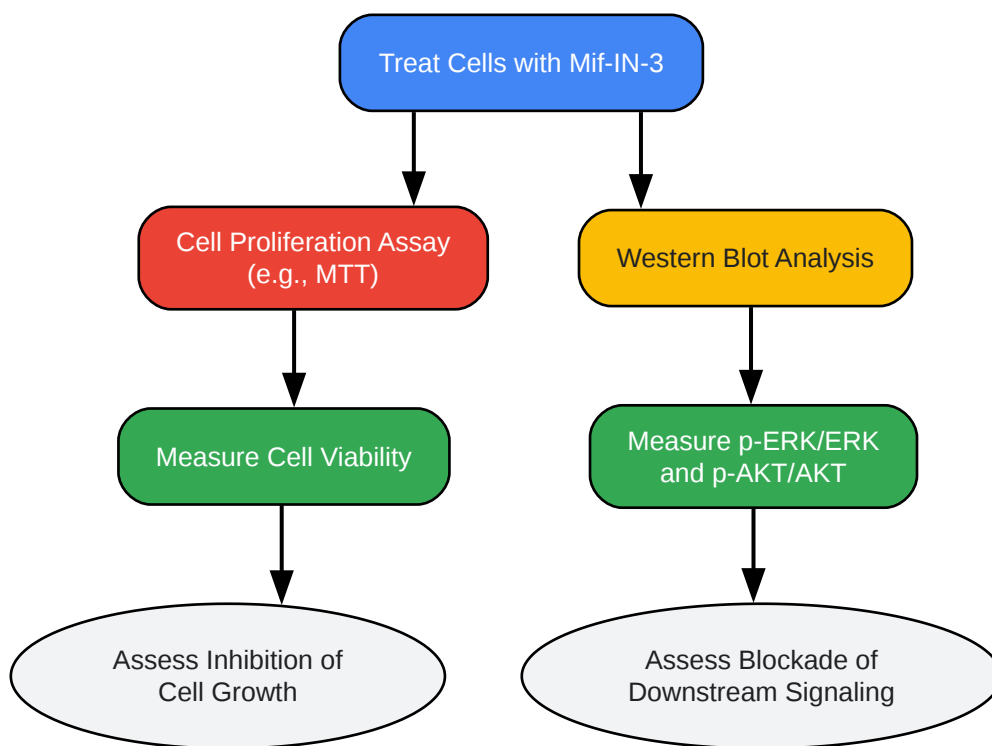 Treat Cells with Mif-IN-3
Cell Proliferation Assay
(e.g., MTT)
Western Blot Analysis
Measure Cell Viability
Measure p-ERK/ERK
and p-AKT/AKT
Assess Inhibition of
Cell Growth
Assess Blockade of
Downstream Signaling